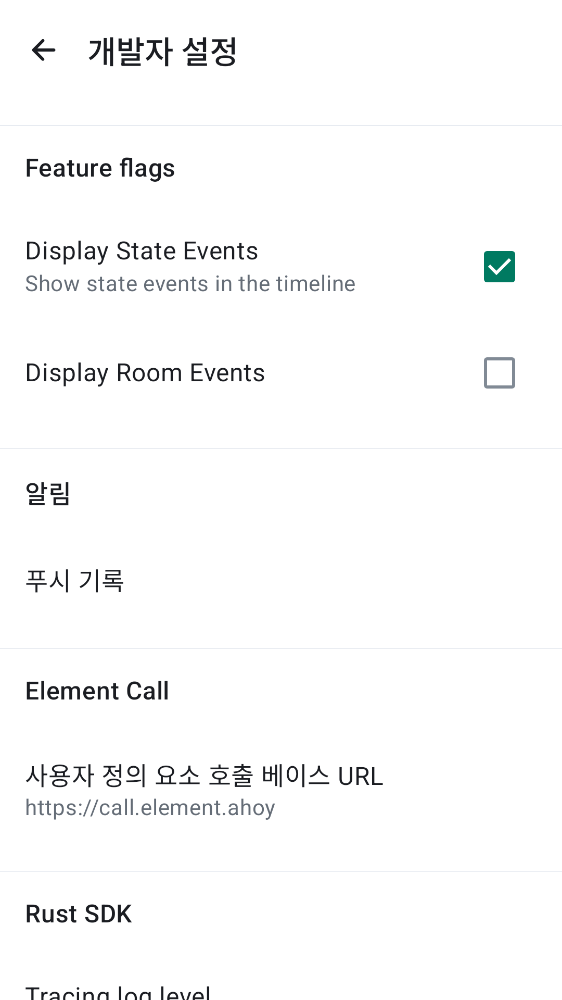 개발자 설정
Feature flags
Display State Events
Show state events in the timeline
Display Room Events
알림
푸시 기록
Element Call
사용자 정의 요소 호출 베이스 URL
https://call.element.ahoy
Rust SDK
Tracing log level